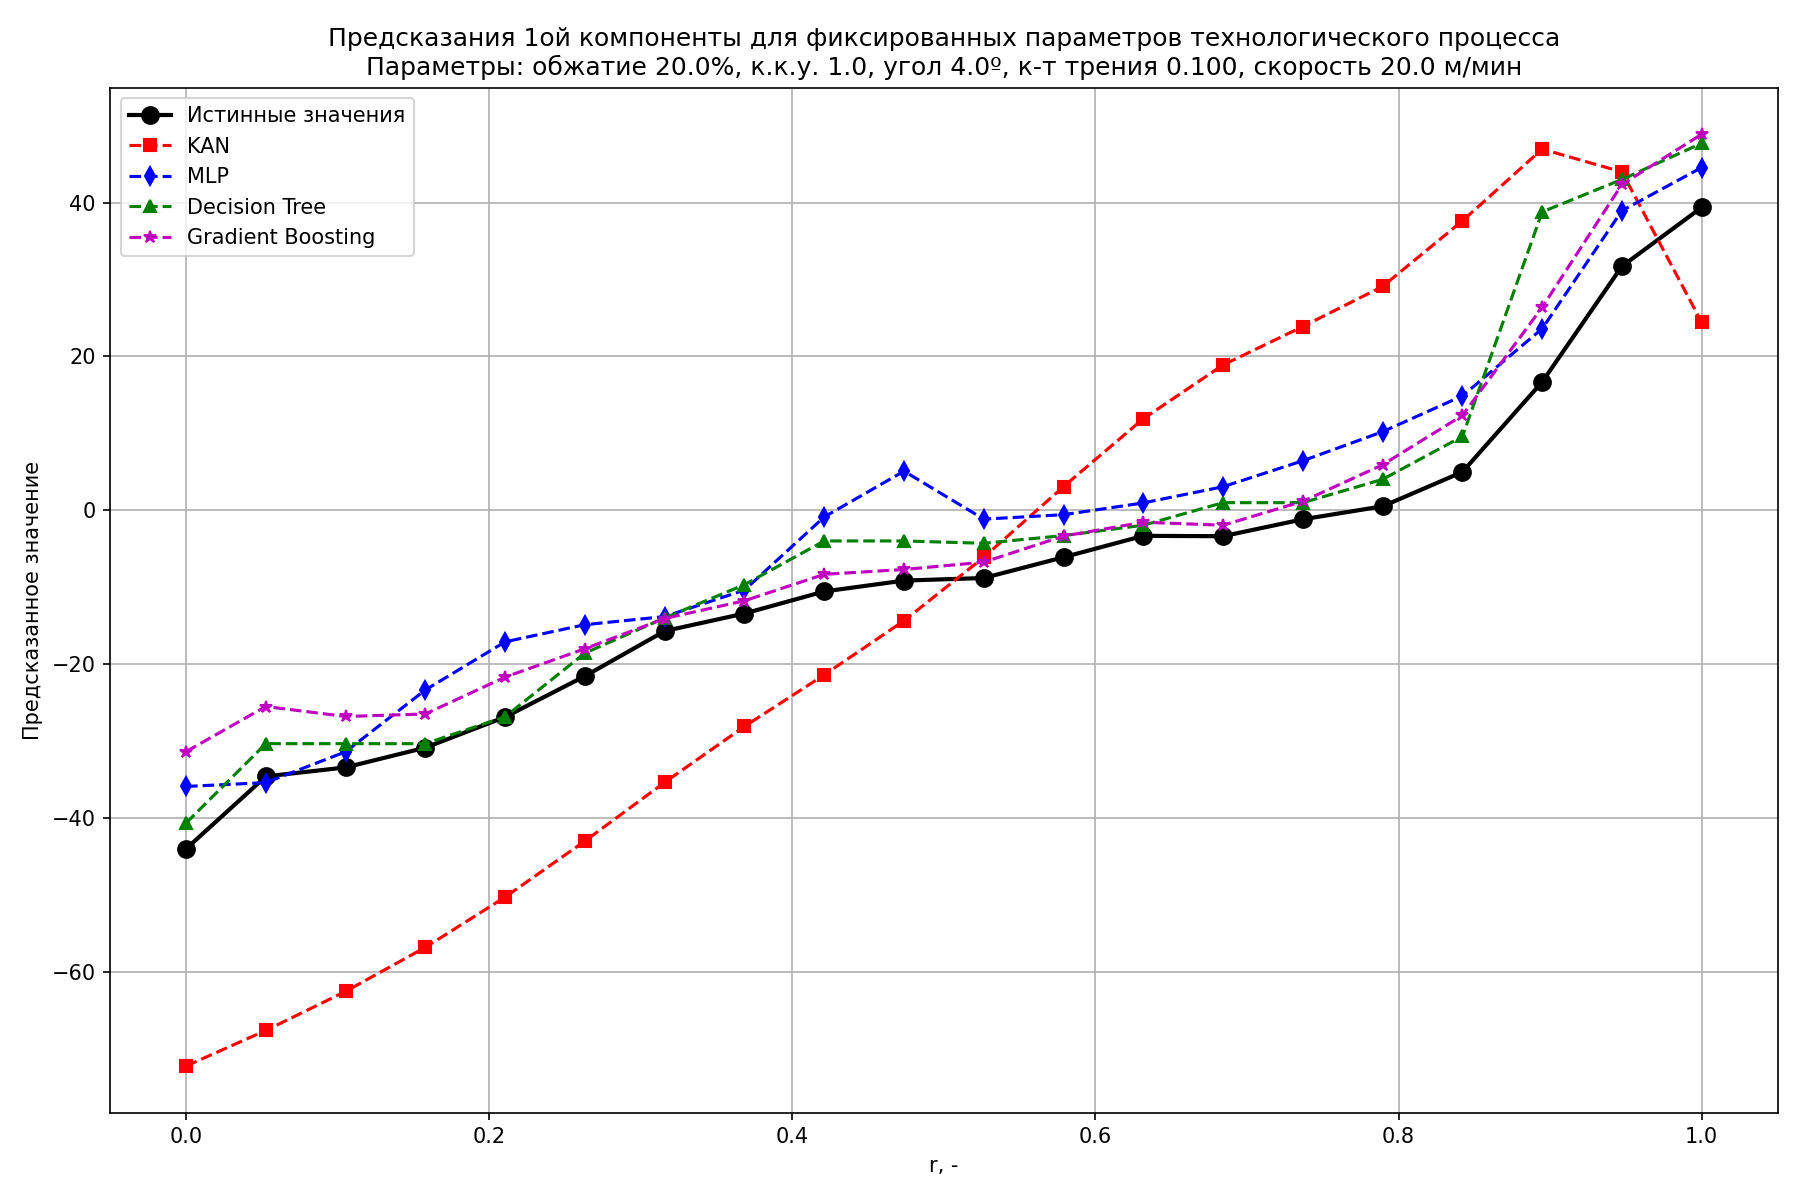 Предсказания 1ой компоненты для фиксированных параметров технологического процесса
Параметры: обжатие 20.0%, к.к.у. 1.0, угол 4.0º, к-т трения 0.100, скорость 20.0 м/мин
Истинные значения
KAN
MLP
Decision Tree
Gradient Boosting
Предсказанное значение
40
20
0
−20
−40
−60
0.0
0.2
0.4
0.6
0.8
1.0
r, -